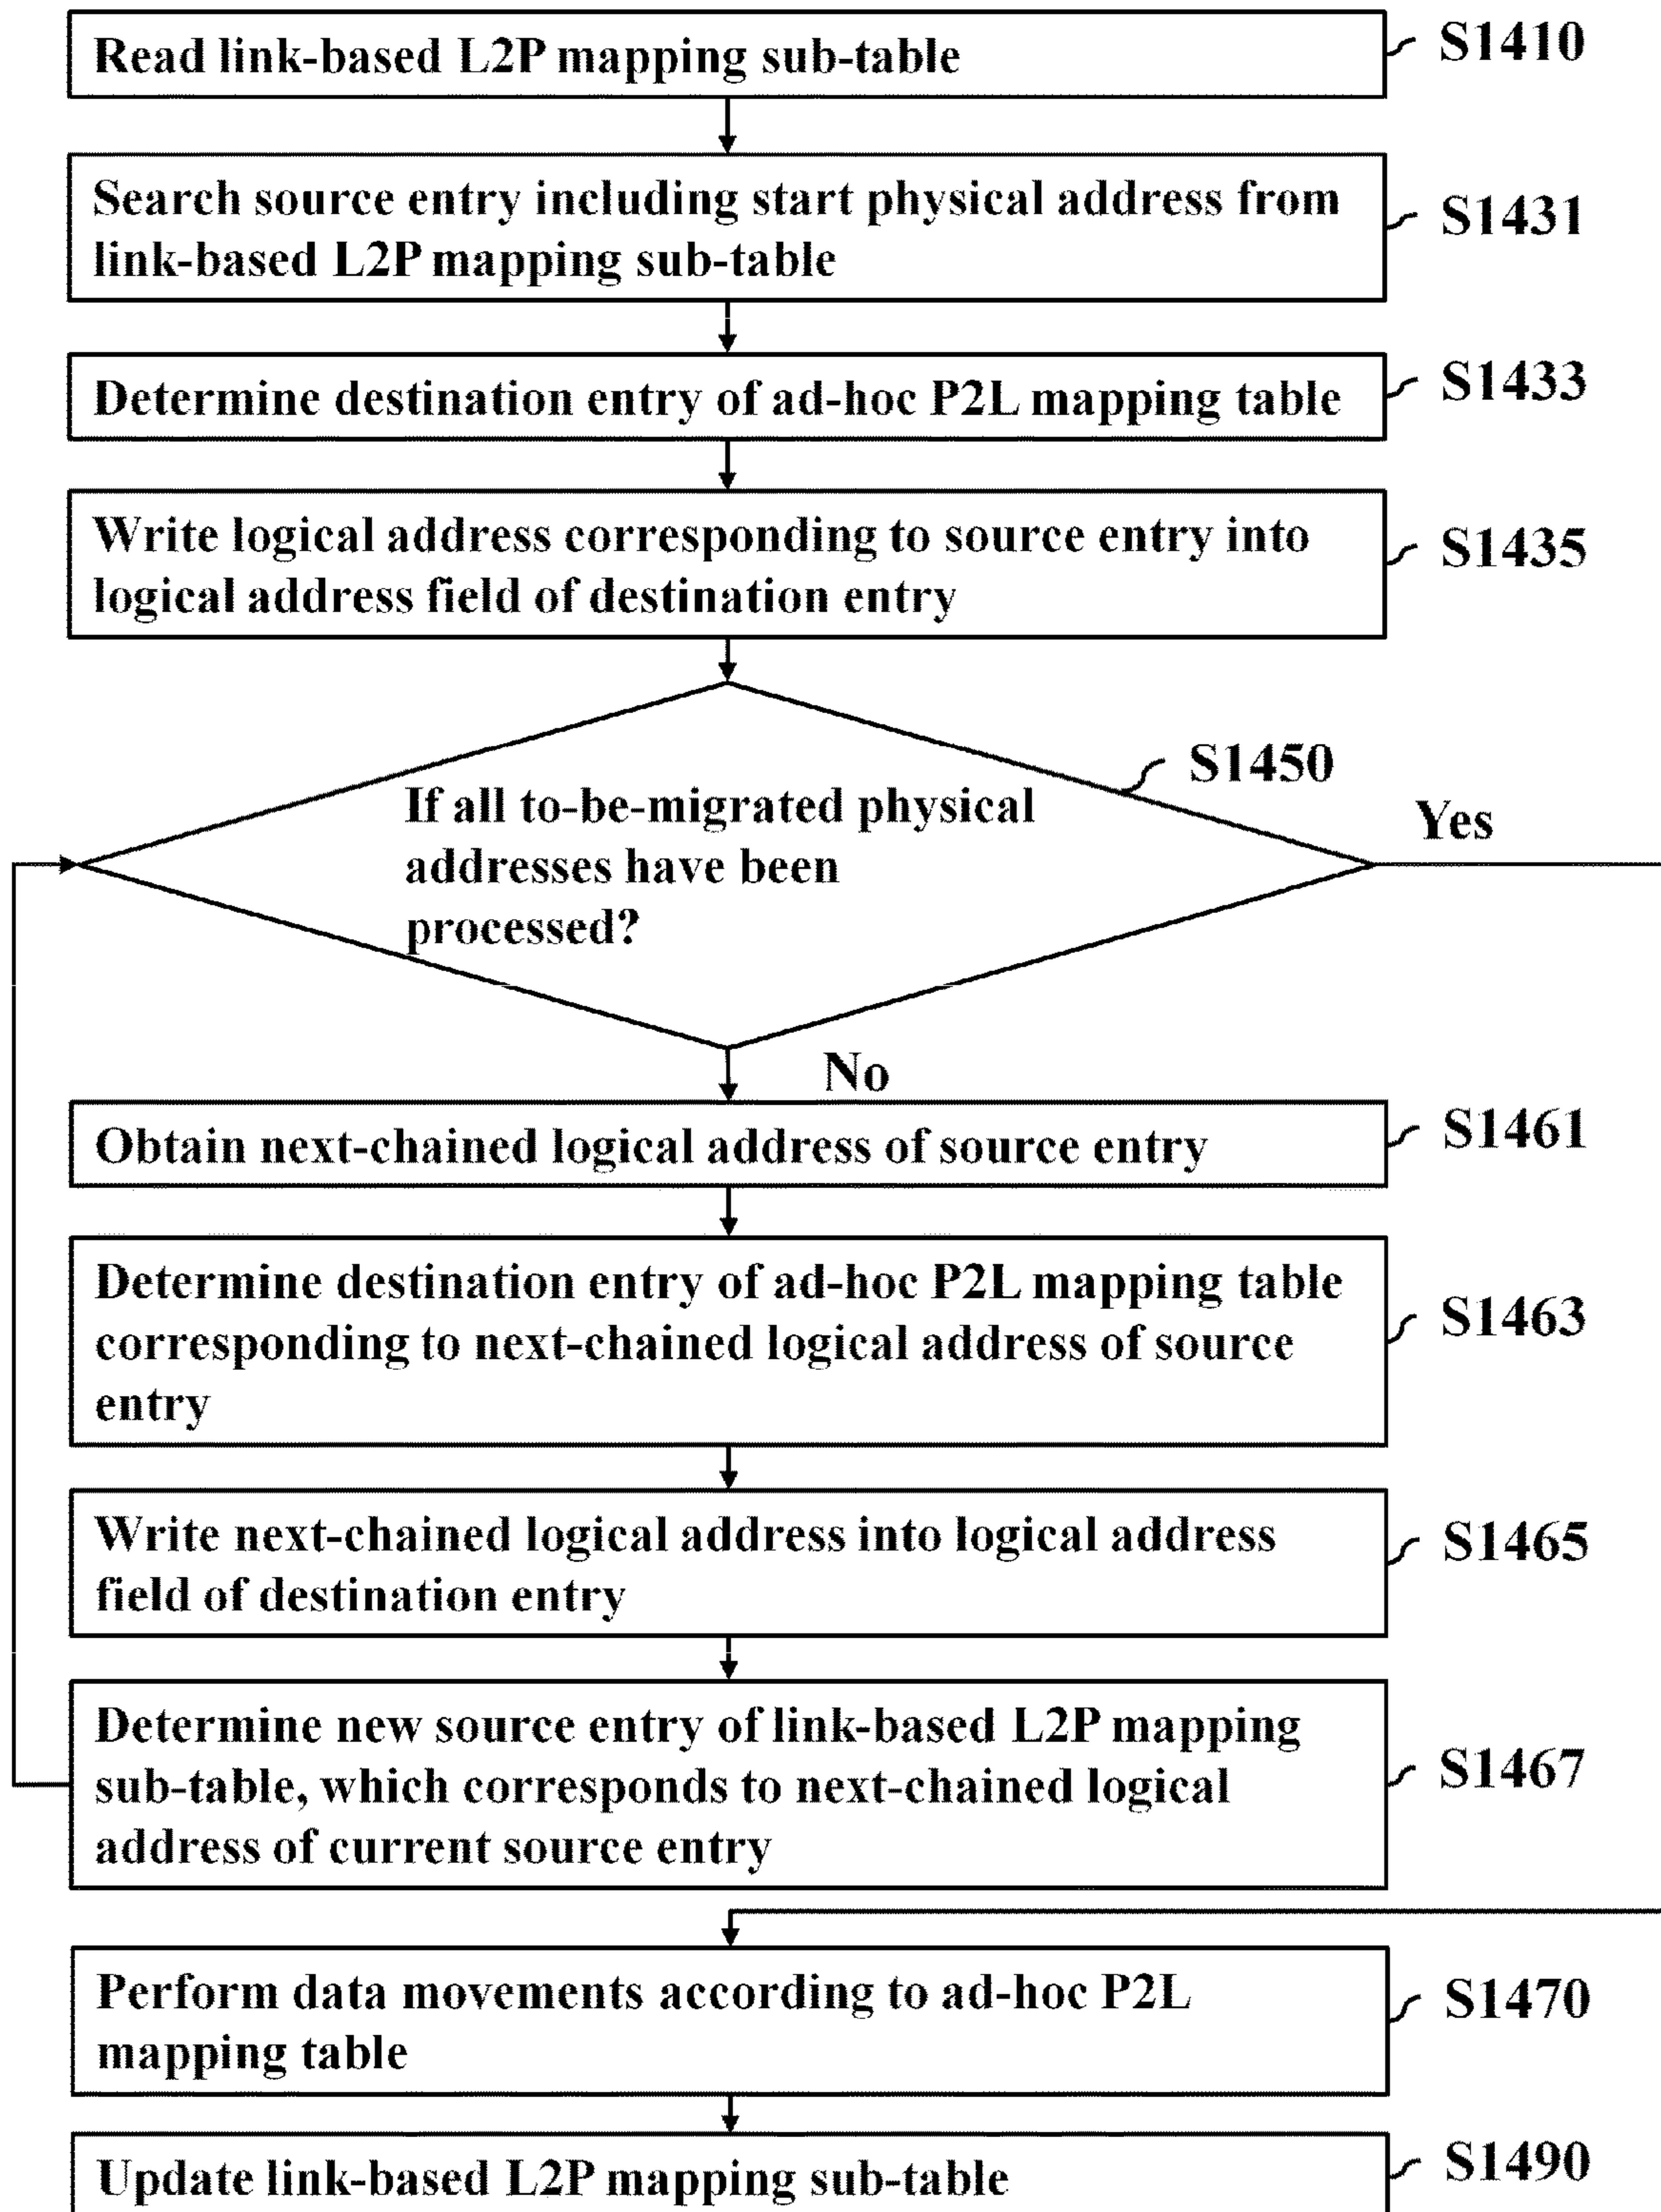 Read link-based L2P mapping sub-table
S1410
Search source entry including start physical address from
link-based L2P mapping sub-table
S1431
Determine destination entry of ad-hoc P2L mapping table
S1433
Write logical address corresponding to source entry into
logical address field of destination entry
S1435
S1450
If all to-be-migrated physical
addresses have been
processed?
Yes
No
Obtain next-chained logical address of source entry
S1461
Determine destination entry of ad-hoc P2L mapping table
corresponding to next-chained logical address of source
entry
S1463
Write next-chained logical address into logical address
field of destination entry
S1465
Determine new source entry of link-based L2P mapping
sub-table, which corresponds to next-chained logical
address of current source entry
S1467
Perform data movements according to ad-hoc P2L
mapping table
S1470
Update link-based L2P mapping sub-table
S1490